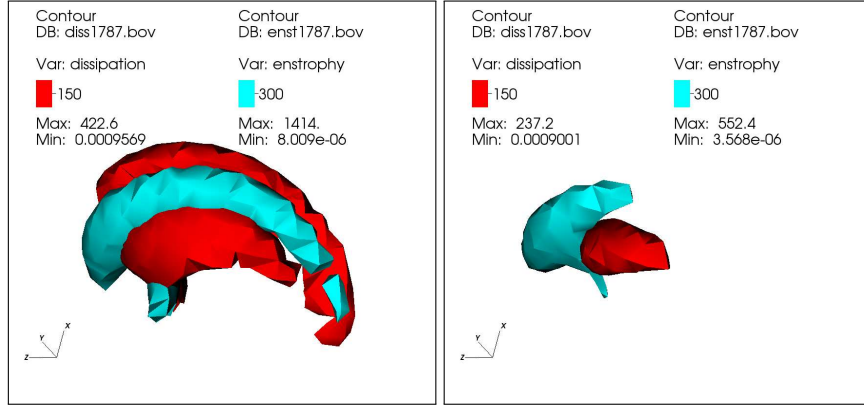 Contour
DB: diss1787.bov
Var: dissipation
150
Max: 422.6
Min: 0.0009569
Contour
DB: enst1787.bov
Var: enstrophy
300
Max: 1414.
Min: 8.009e-06
X
Y
Z
Contour
DB: diss1787.bov
Var: dissipation
150
Max: 237.2
Min: 0.0009001
Contour
DB: enst1787.bov
Var: enstrophy
300
Max: 552.4
Min: 3.568e-06
X
Y
Z